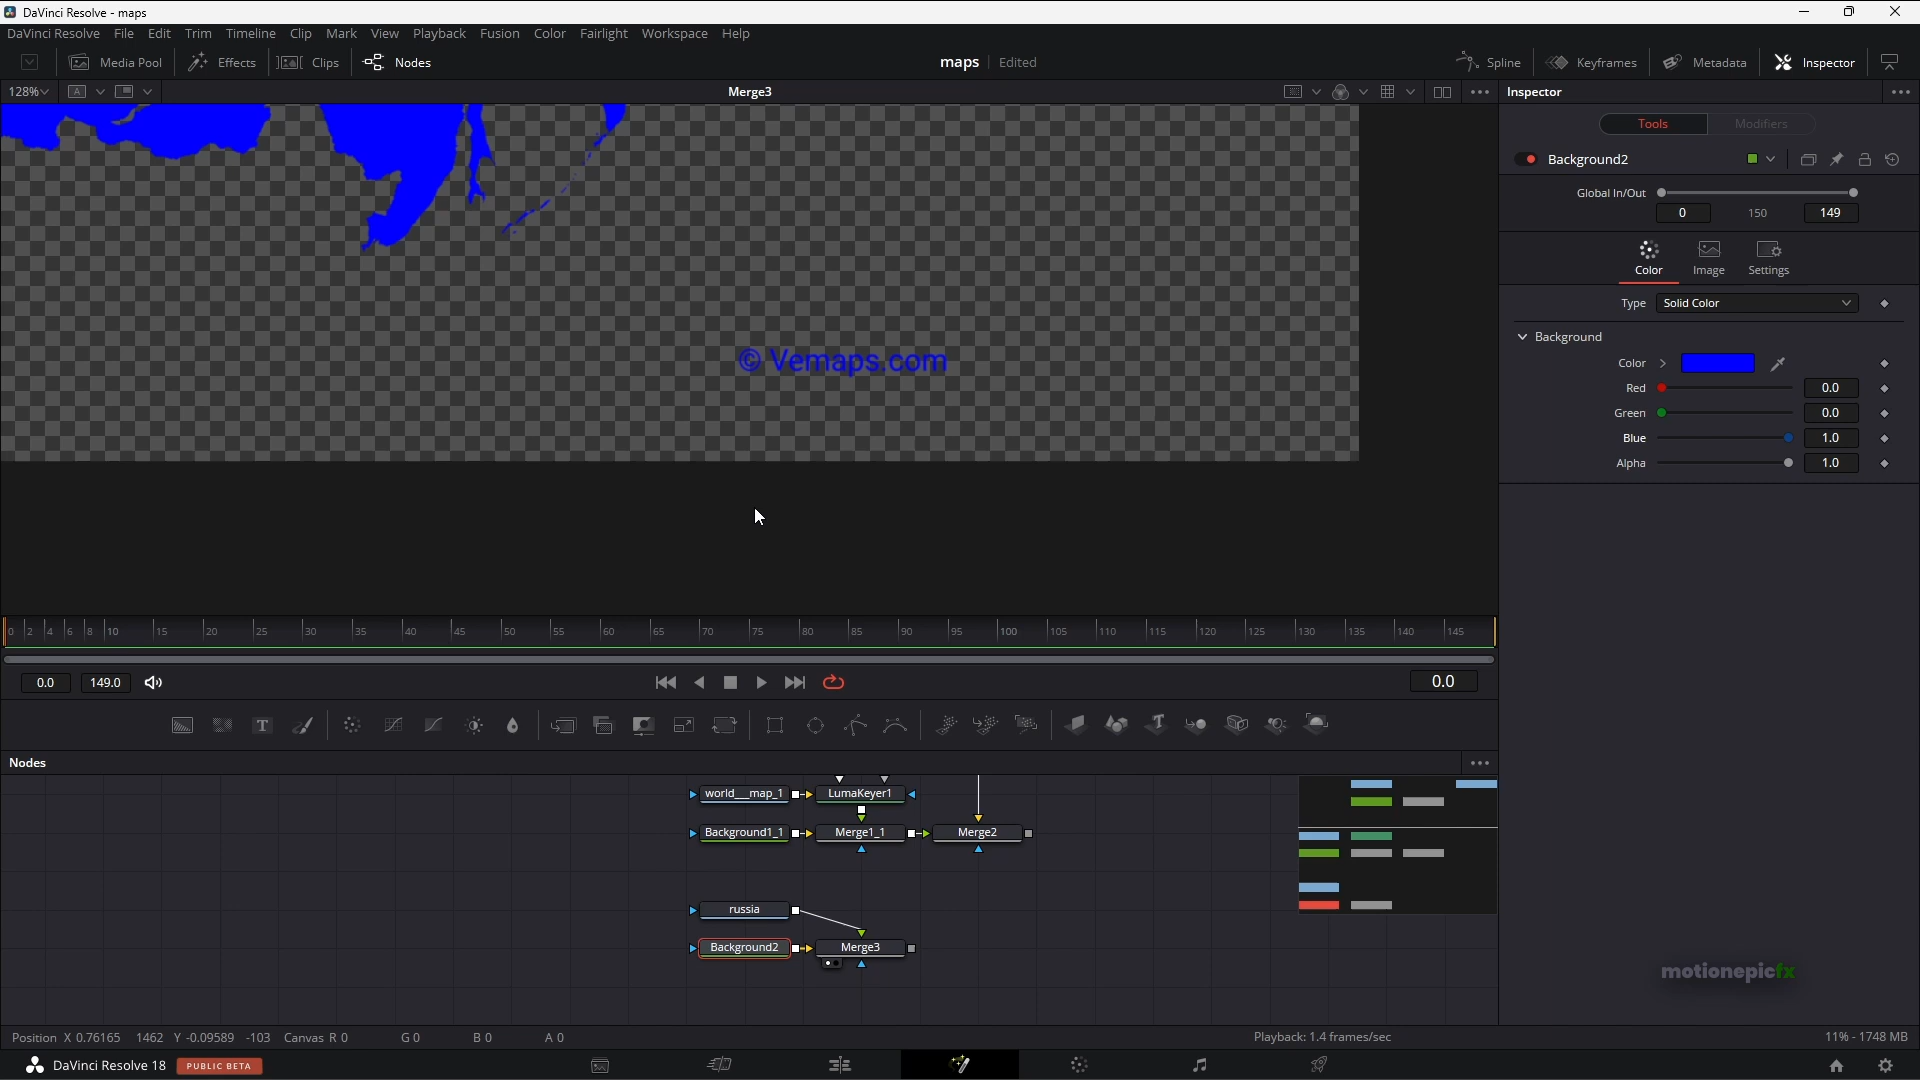 DaVinci Resolve - maps
DaVinci Resolve File Edit Trim Timeline Clip Mark View Playback Fusion Color Fairlight Workspace Help
Media Pool Effects Clips Nodes maps Edited Spline Keyframes Metadata Inspector
128% A Merge3 Inspector
Tools Modifiers
Background2
Global In/Out
0 150 149
Color Image Settings
Type Solid Color
Background
© Vemaps.com
Color
Red 0.0
Green 0.0
Blue 1.0
Alpha 1.0
0 2 4 6 8 10 15 20 25 30 35 40 45 50 55 60 65 70 75 80 85 90 95 100 105 110 115 120 125 130 135 140 145
0.0 149.0 0.0
T
Nodes
world__map_1 LumaKeyer1
Background1_1 Merge1_1 Merge2
russia
Background2 Merge3
motionepicfx
Position X 0.76165 1462 Y -0.09589 -103 Canvas R 0 G 0 B 0 A 0 Playback: 1.4 frames/sec 11% - 1748 MB
DaVinci Resolve 18 PUBLIC BETA